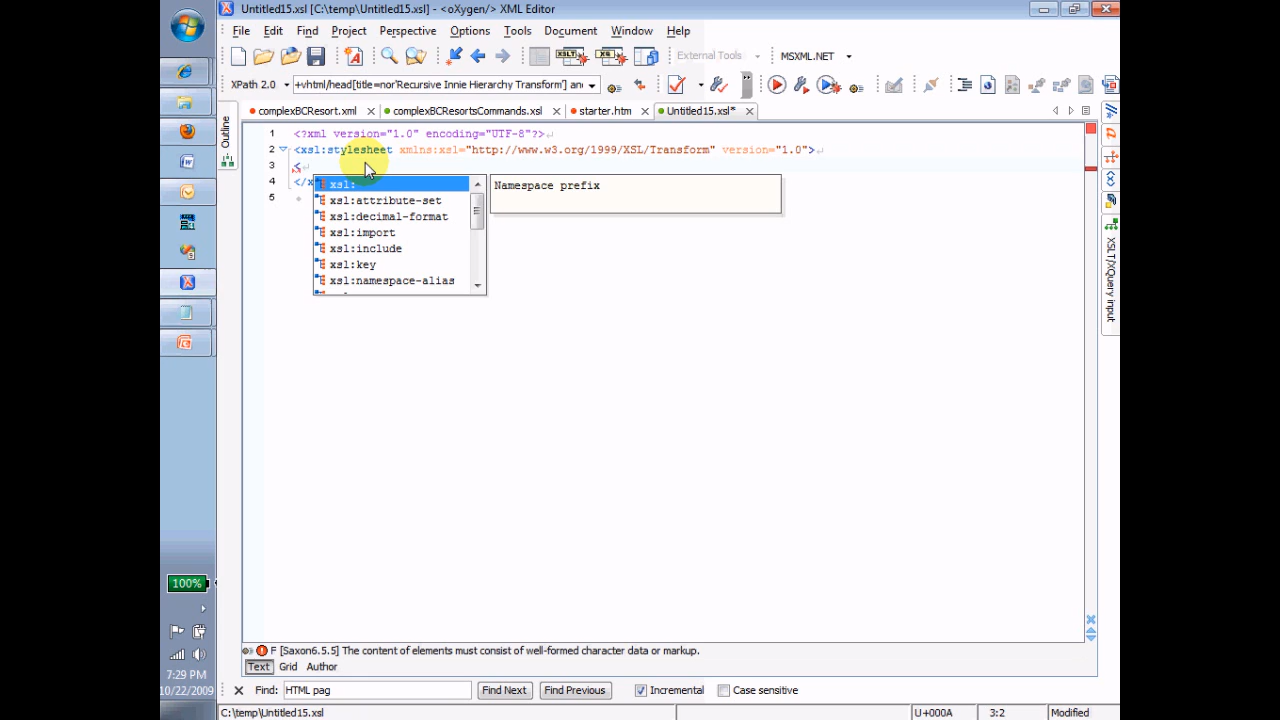 Untitled15.xsl [C:\temp\Untitled15.xsl] - <oXygen/> XML Editor
File Edit Find Project Perspective Options Tools Document Window Help
External Tools MSXML.NET
XPath 2.0 +vhtml/head[title=nor'Recursive Innie Hierarchy Transform'] an
complexBCResort.xml complexBCResortsCommands.xsl starter.htm Untitled15.xsl*
Outline
1 <?xml version="1.0" encoding="UTF-8"?>
2 <xsl:stylesheet xmlns:xsl="http://www.w3.org/1999/XSL/Transform" version="1.0">
3 <
4 </x
5
xsl:
xsl:attribute-set
xsl:decimal-format
xsl:import
xsl:include
xsl:key
xsl:namespace-alias
Namespace prefix
XSLT/XQuery input
100%
7:29 PM
10/22/2009
F [Saxon6.5.5] The content of elements must consist of well-formed character data or markup.
Text Grid Author
Find: HTML pag Find Next Find Previous Incremental Case sensitive
C:\temp\Untitled15.xsl U+000A 3:2 Modified